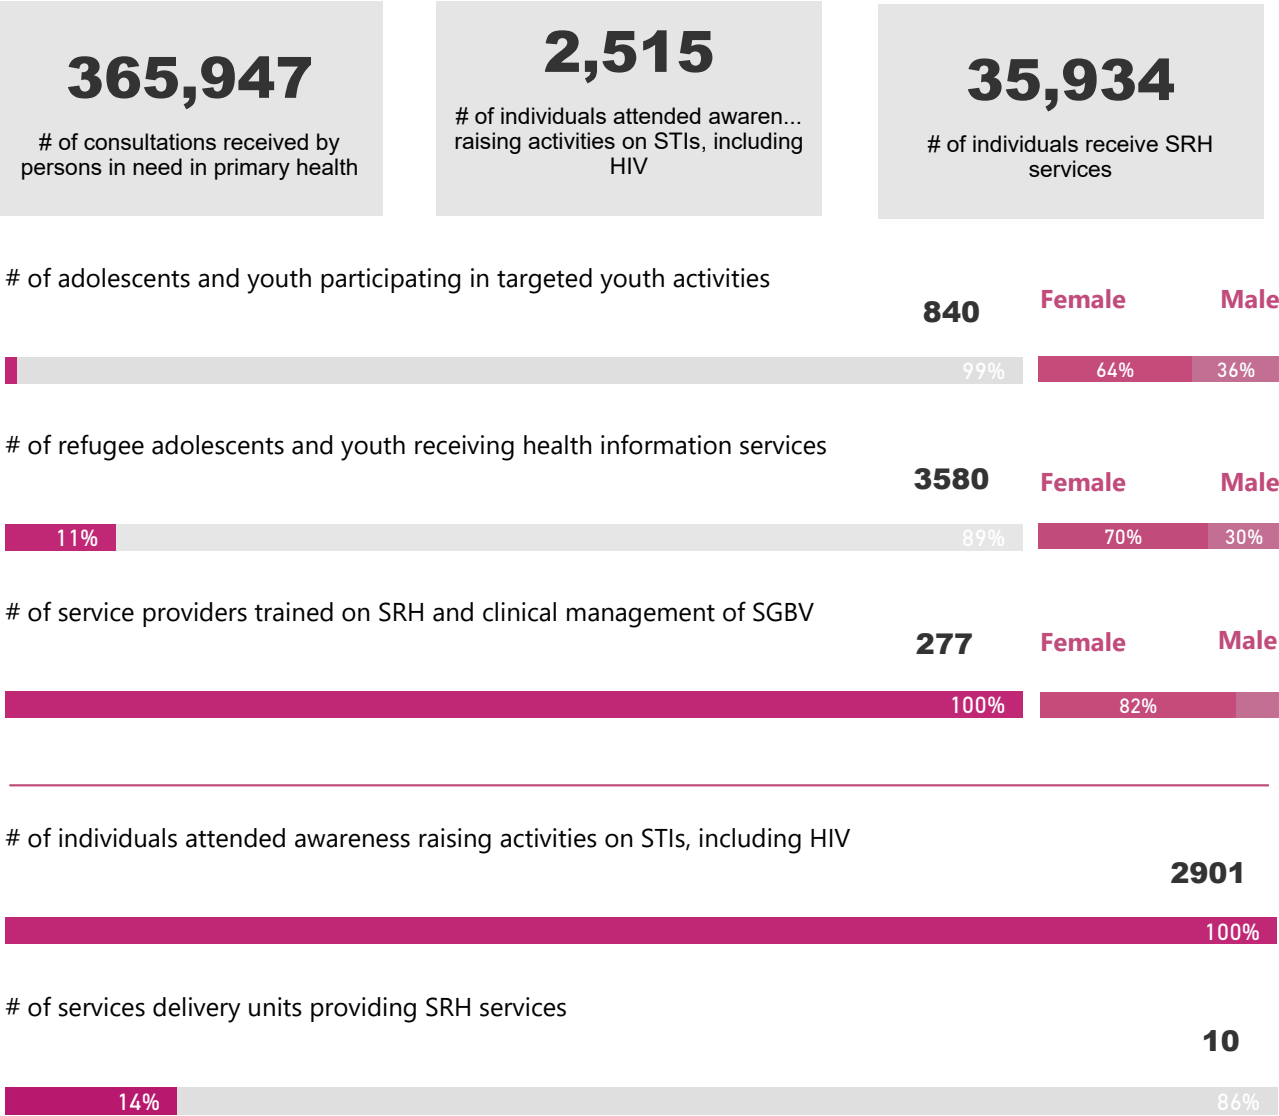 365,947
# of consultations received by
persons in need in primary health
2,515
# of individuals attended awaren...
raising activities on STIs, including
HIV
35,934
# of individuals receive SRH
services
# of adolescents and youth participating in targeted youth activities
840
Female Male
99%
64% 36%
# of refugee adolescents and youth receiving health information services
3580
Female Male
11% 89%
70% 30%
# of service providers trained on SRH and clinical management of SGBV
277
Female Male
100%
82%
# of individuals attended awareness raising activities on STIs, including HIV
2901
100%
# of services delivery units providing SRH services
10
14% 86%